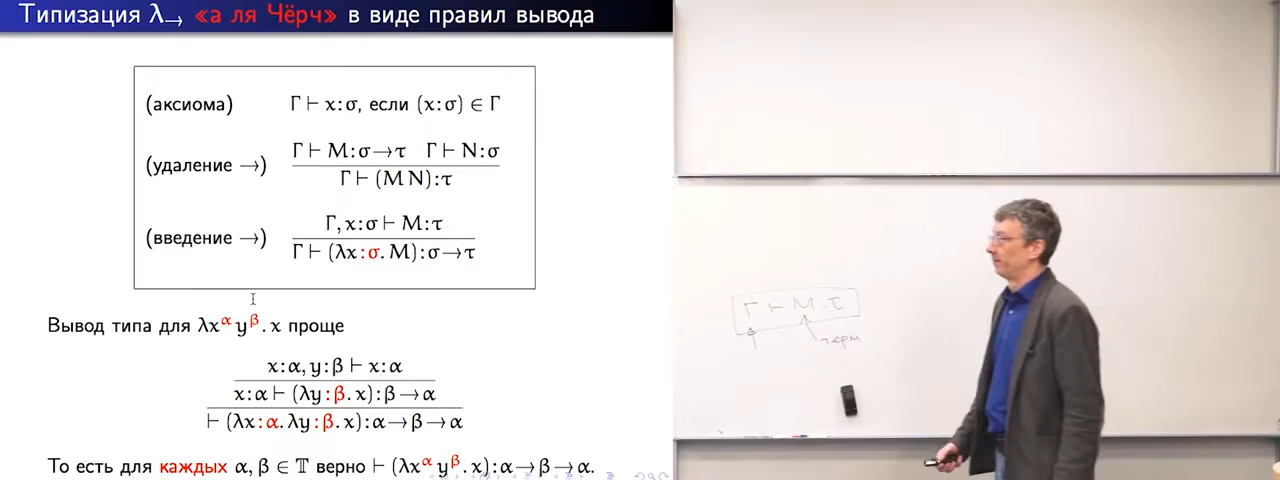 Типизация λ→ «а ля Чёрч» в виде правил вывода
(аксиома) Γ ⊢ x:σ, если (x:σ) ∈ Γ
(удаление →) Γ ⊢ M:σ→τ Γ ⊢ N:σ
Γ ⊢ (M N):τ
(введение →) Γ, x:σ ⊢ M:τ
Γ ⊢ (λx:σ. M):σ→τ
Вывод типа для λx^α y^β. x проще
x:α, y:β ⊢ x:α
x:α ⊢ (λy:β. x):β→α
⊢ (λx:α. λy:β. x):α→β→α
То есть для каждых α, β ∈ 𝕋 верно ⊢ (λx^α y^β. x):α→β→α.
Γ ⊢ M : τ
терм